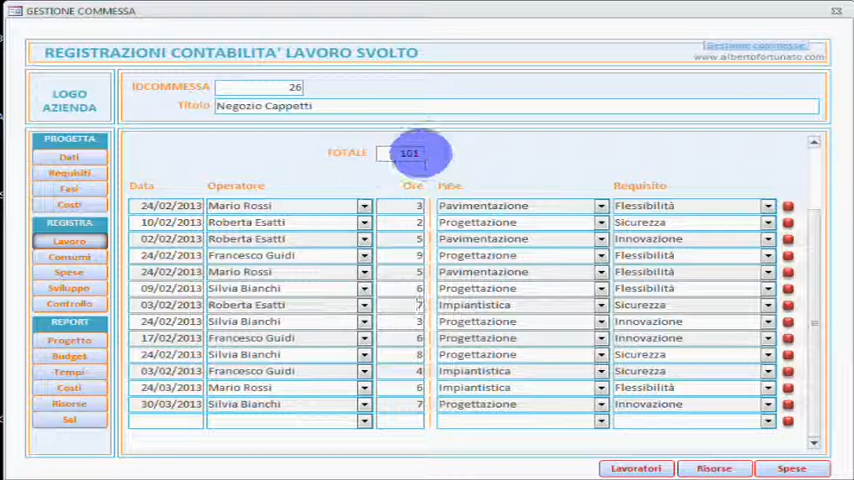 GESTIONE COMMESSA
REGISTRAZIONI CONTABILITA' LAVORO SVOLTO
Gestione commesse
www.albertofortunato.com
LOGO AZIENDA
IDCOMMESSA 26
Titolo Negozio Cappetti
PROGETTA
Dati
Requisiti
Fasi
Costi
REGISTRA
Lavoro
Consumi
Spese
Sviluppo
Controllo
REPORT
Progetto
Budget
Tempi
Costi
Risorse
Sal
TOTALE 101
Data Operatore Ore Requisito
24/02/2013 Mario Rossi 3 Pavimentazione Flessibilità
10/02/2013 Roberta Esatti 2 Progettazione Sicurezza
02/02/2013 Roberta Esatti 5 Pavimentazione Innovazione
24/02/2013 Francesco Guidi 9 Progettazione Flessibilità
24/02/2013 Mario Rossi 5 Pavimentazione Flessibilità
09/02/2013 Silvia Bianchi 6 Progettazione Flessibilità
03/02/2013 Roberta Esatti Impiantistica Sicurezza
24/02/2013 Silvia Bianchi 3 Progettazione Innovazione
17/02/2013 Francesco Guidi 6 Progettazione Innovazione
24/02/2013 Silvia Bianchi 8 Progettazione Sicurezza
03/02/2013 Francesco Guidi 4 Impiantistica Sicurezza
24/03/2013 Mario Rossi 6 Impiantistica Flessibilità
30/03/2013 Silvia Bianchi 7 Progettazione Innovazione
Lavoratori Risorse Spese